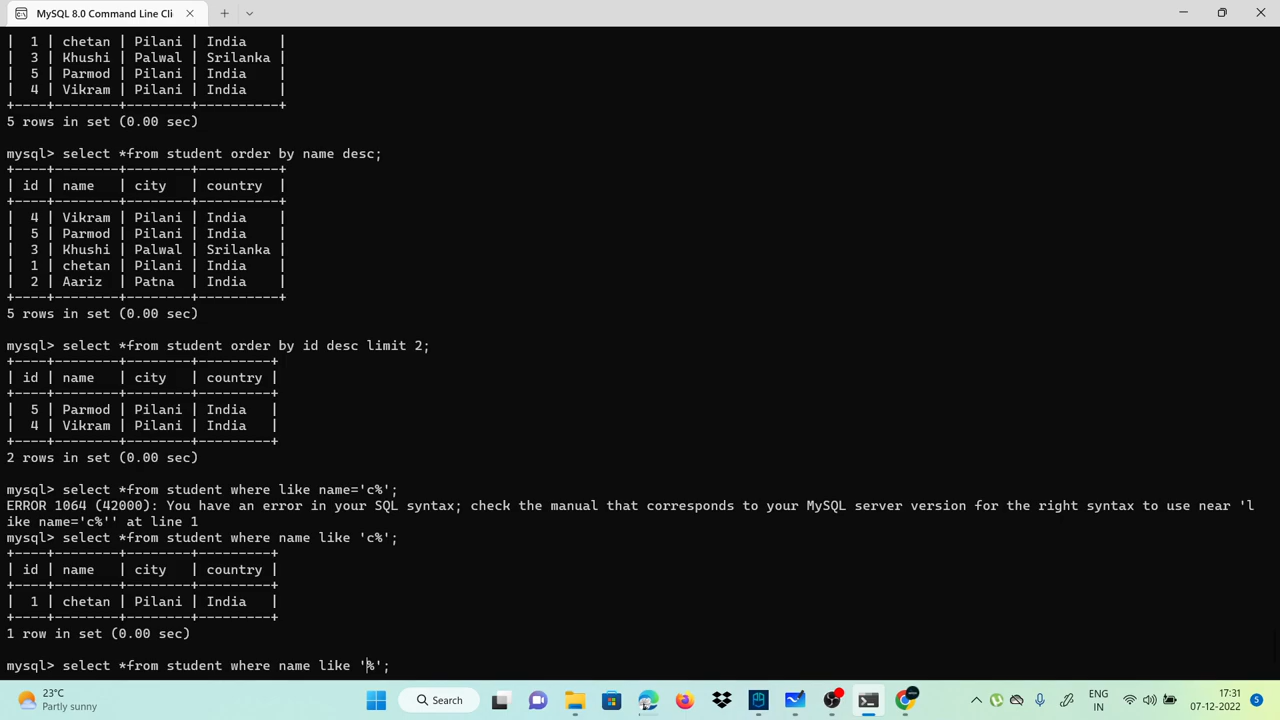 MySQL 8.0 Command Line Cli
|  1 | chetan | Pilani | India    |
|  3 | Khushi | Palwal | Srilanka |
|  5 | Parmod | Pilani | India    |
|  4 | Vikram | Pilani | India    |
+----+--------+--------+----------+
5 rows in set (0.00 sec)
mysql> select *from student order by name desc;
+----+--------+--------+----------+
| id | name   | city   | country  |
+----+--------+--------+----------+
|  4 | Vikram | Pilani | India    |
|  5 | Parmod | Pilani | India    |
|  3 | Khushi | Palwal | Srilanka |
|  1 | chetan | Pilani | India    |
|  2 | Aariz  | Patna  | India    |
+----+--------+--------+----------+
5 rows in set (0.00 sec)
mysql> select *from student order by id desc limit 2;
+----+--------+--------+---------+
| id | name   | city   | country |
+----+--------+--------+---------+
|  5 | Parmod | Pilani | India   |
|  4 | Vikram | Pilani | India   |
+----+--------+--------+---------+
2 rows in set (0.00 sec)
mysql> select *from student where like name='c%';
ERROR 1064 (42000): You have an error in your SQL syntax; check the manual that corresponds to your MySQL server version for the right syntax to use near 'l
ike name='c%'' at line 1
mysql> select *from student where name like 'c%';
+----+--------+--------+---------+
| id | name   | city   | country |
+----+--------+--------+---------+
|  1 | chetan | Pilani | India   |
+----+--------+--------+---------+
1 row in set (0.00 sec)
mysql> select *from student where name like '%';
23°C
Partly sunny
Search
ENG
IN
17:31
07-12-2022
5